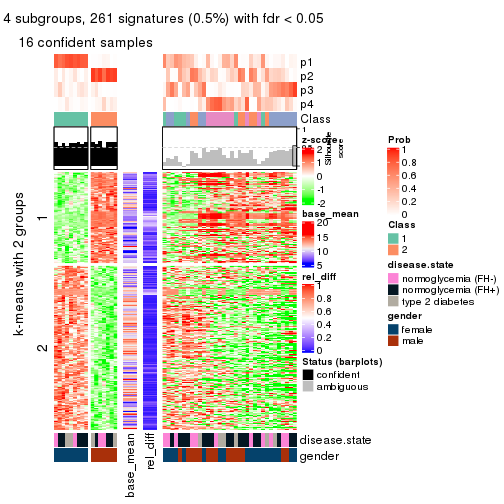 4 subgroups, 261 signatures (0.5%) with fdr < 0.05
16 confident samples
p1
p2
p3
p4
Class
1
0.5
0
Silhouette
score
z-score
2
1
0
-1
-2
base_mean
20
15
10
5
rel_diff
1
0.8
0.6
0.4
0.2
0
Status (barplots)
confident
ambiguous
Prob
1
0.8
0.6
0.4
0.2
0
Class
1
2
disease.state
normoglycemia (FH-)
normoglycemia (FH+)
type 2 diabetes
gender
female
male
k-means with 2 groups
1
2
disease.state
gender
base_mean
rel_diff